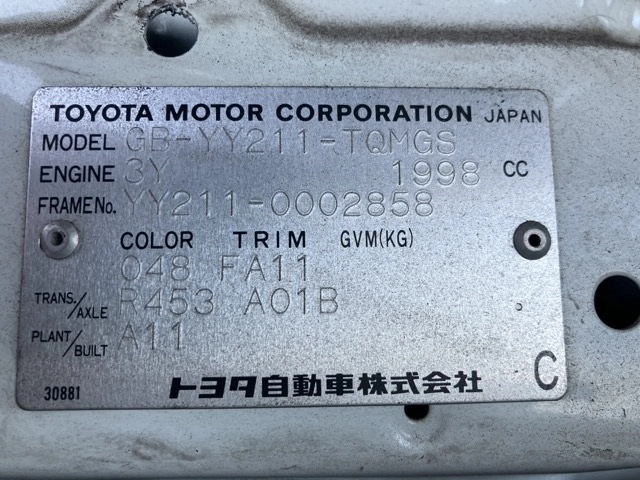 TOYOTA MOTOR CORPORATION JAPAN
MODEL GB-YY211-TQMGS
ENGINE 3Y 1998 CC
FRAME No. YY211-0002858
COLOR TRIM GVM(KG)
048 FA11
TRANS./AXLE R453 A01B
PLANT/BUILT A11
30881 トヨタ自動車株式会社 C